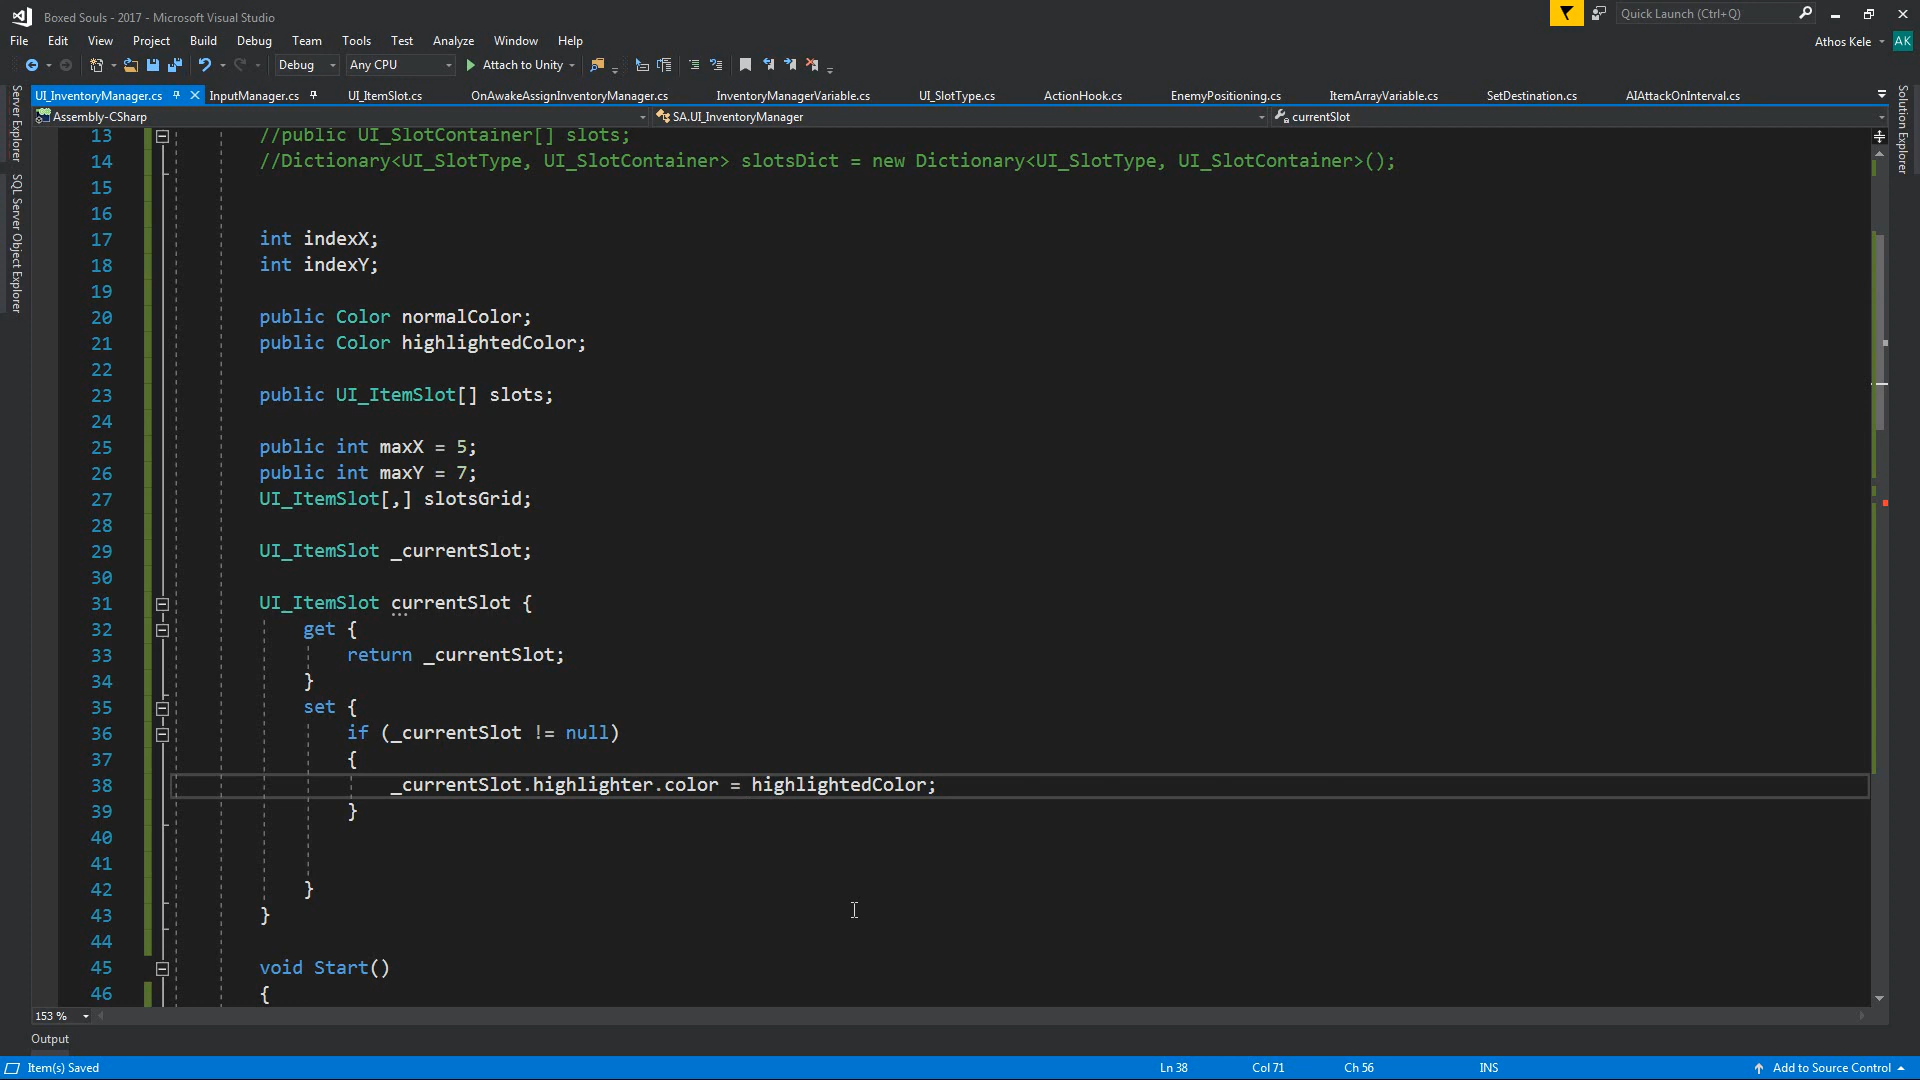 Boxed Souls - 2017 - Microsoft Visual Studio
Quick Launch (Ctrl+Q)
File Edit View Project Build Debug Team Tools Test Analyze Window Help
Athos Kele AK
Debug Any CPU Attach to Unity
UI_InventoryManager.cs InputManager.cs UI_ItemSlot.cs OnAwakeAssignInventoryManager.cs InventoryManagerVariable.cs UI_SlotType.cs ActionHook.cs EnemyPositioning.cs ItemArrayVariable.cs SetDestination.cs AIAttackOnInterval.cs
Assembly-CSharp SA.UI_InventoryManager currentSlot
Server Explorer
SQL Server Object Explorer
Solution Explorer
13 //public UI_SlotContainer[] slots;
14 //Dictionary<UI_SlotType, UI_SlotContainer> slotsDict = new Dictionary<UI_SlotType, UI_SlotContainer>();
15
16
17 int indexX;
18 int indexY;
19
20 public Color normalColor;
21 public Color highlightedColor;
22
23 public UI_ItemSlot[] slots;
24
25 public int maxX = 5;
26 public int maxY = 7;
27 UI_ItemSlot[,] slotsGrid;
28
29 UI_ItemSlot _currentSlot;
30
31 UI_ItemSlot currentSlot {
32 get {
33 return _currentSlot;
34 }
35 set {
36 if (_currentSlot != null)
37 {
38 _currentSlot.highlighter.color = highlightedColor;
39 }
40
41
42 }
43 }
44
45 void Start()
46 {
153 %
Output
Item(s) Saved Ln 38 Col 71 Ch 56 INS Add to Source Control